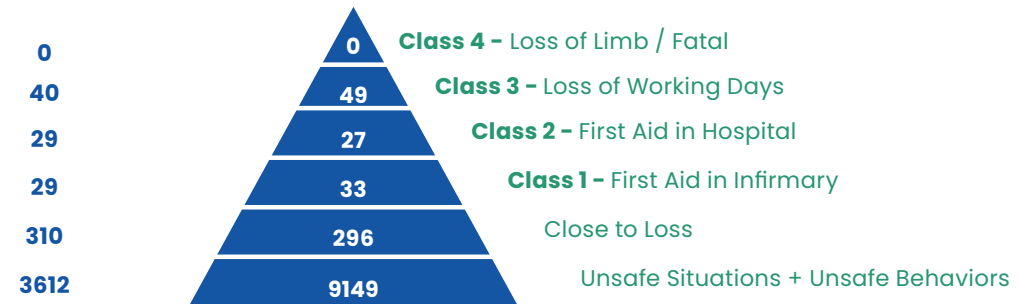 0 0 Class 4 - Loss of Limb / Fatal
40 49 Class 3 - Loss of Working Days
29 27 Class 2 - First Aid in Hospital
29 33 Class 1 - First Aid in Infirmary
310 296 Close to Loss
3612 9149 Unsafe Situations + Unsafe Behaviors